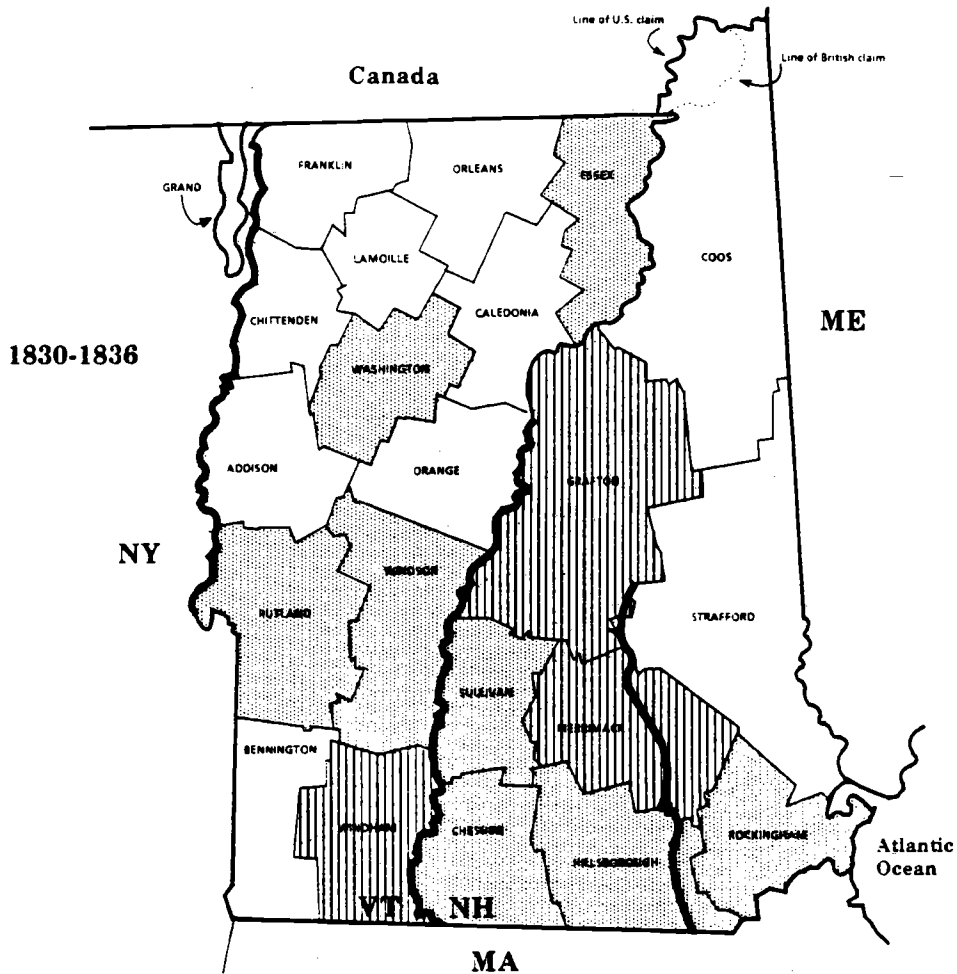 Line of U.S. claim
Line of British claim
Canada
FRANKLIN
ORLEANS
ESSEX
GRAND
COOS
LAMOILLE
CHITTENDEN
CALEDONIA
ME
1830-1836
WASHINGTON
ADDISON
ORANGE
GRAFTON
NY
WINDSOR
RUTLAND
STRAFFORD
SULLIVAN
MERRIMACK
BENNINGTON
WINDHAM
CHESHIRE
ROCKINGHAM
HILLSBOROUGH
Atlantic
Ocean
VT
NH
MA